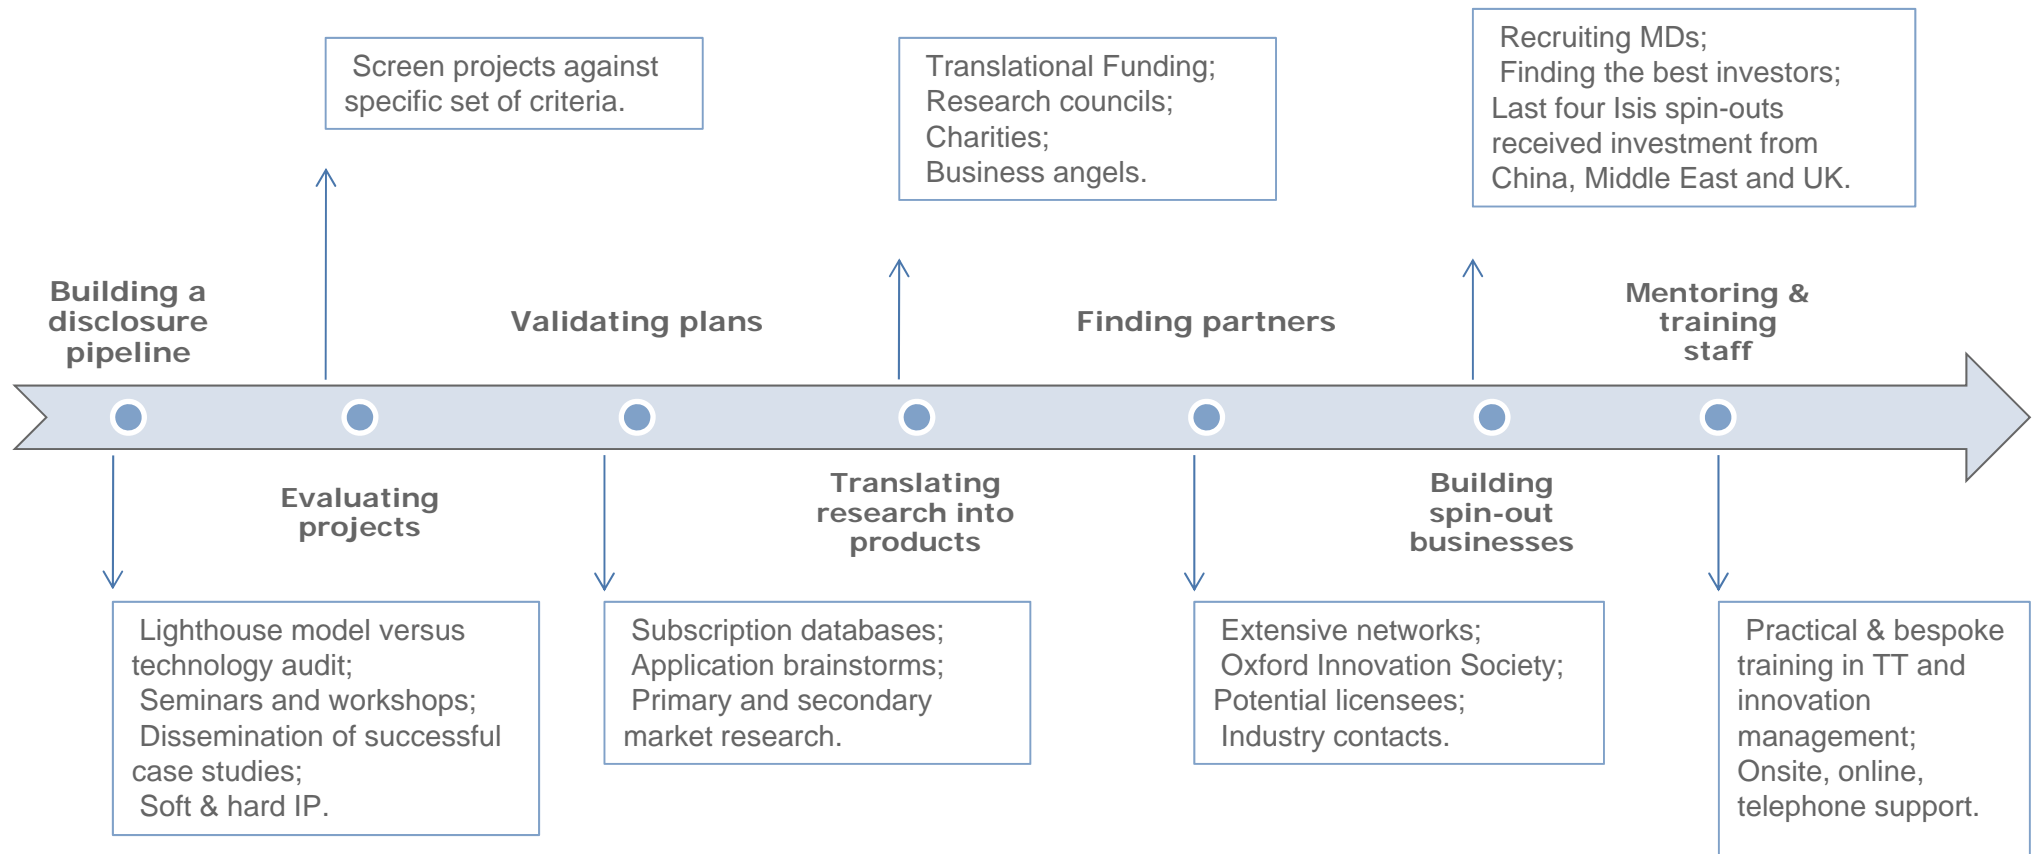 Screen projects against
specific set of criteria.
Translational Funding;
Research councils;
Charities;
Business angels.
Recruiting MDs;
Finding the best investors;
Last four Isis spin-outs
received investment from
China, Middle East and UK.
Building a
disclosure
pipeline
Validating plans
Finding partners
Mentoring &
training
staff
Evaluating
projects
Translating
research into
products
Building
spin-out
businesses
Lighthouse model versus
technology audit;
Seminars and workshops;
Dissemination of successful
case studies;
Soft & hard IP.
Subscription databases;
Application brainstorms;
Primary and secondary
market research.
Extensive networks;
Oxford Innovation Society;
Potential licensees;
Industry contacts.
Practical & bespoke
training in TT and
innovation
management;
Onsite, online,
telephone support.